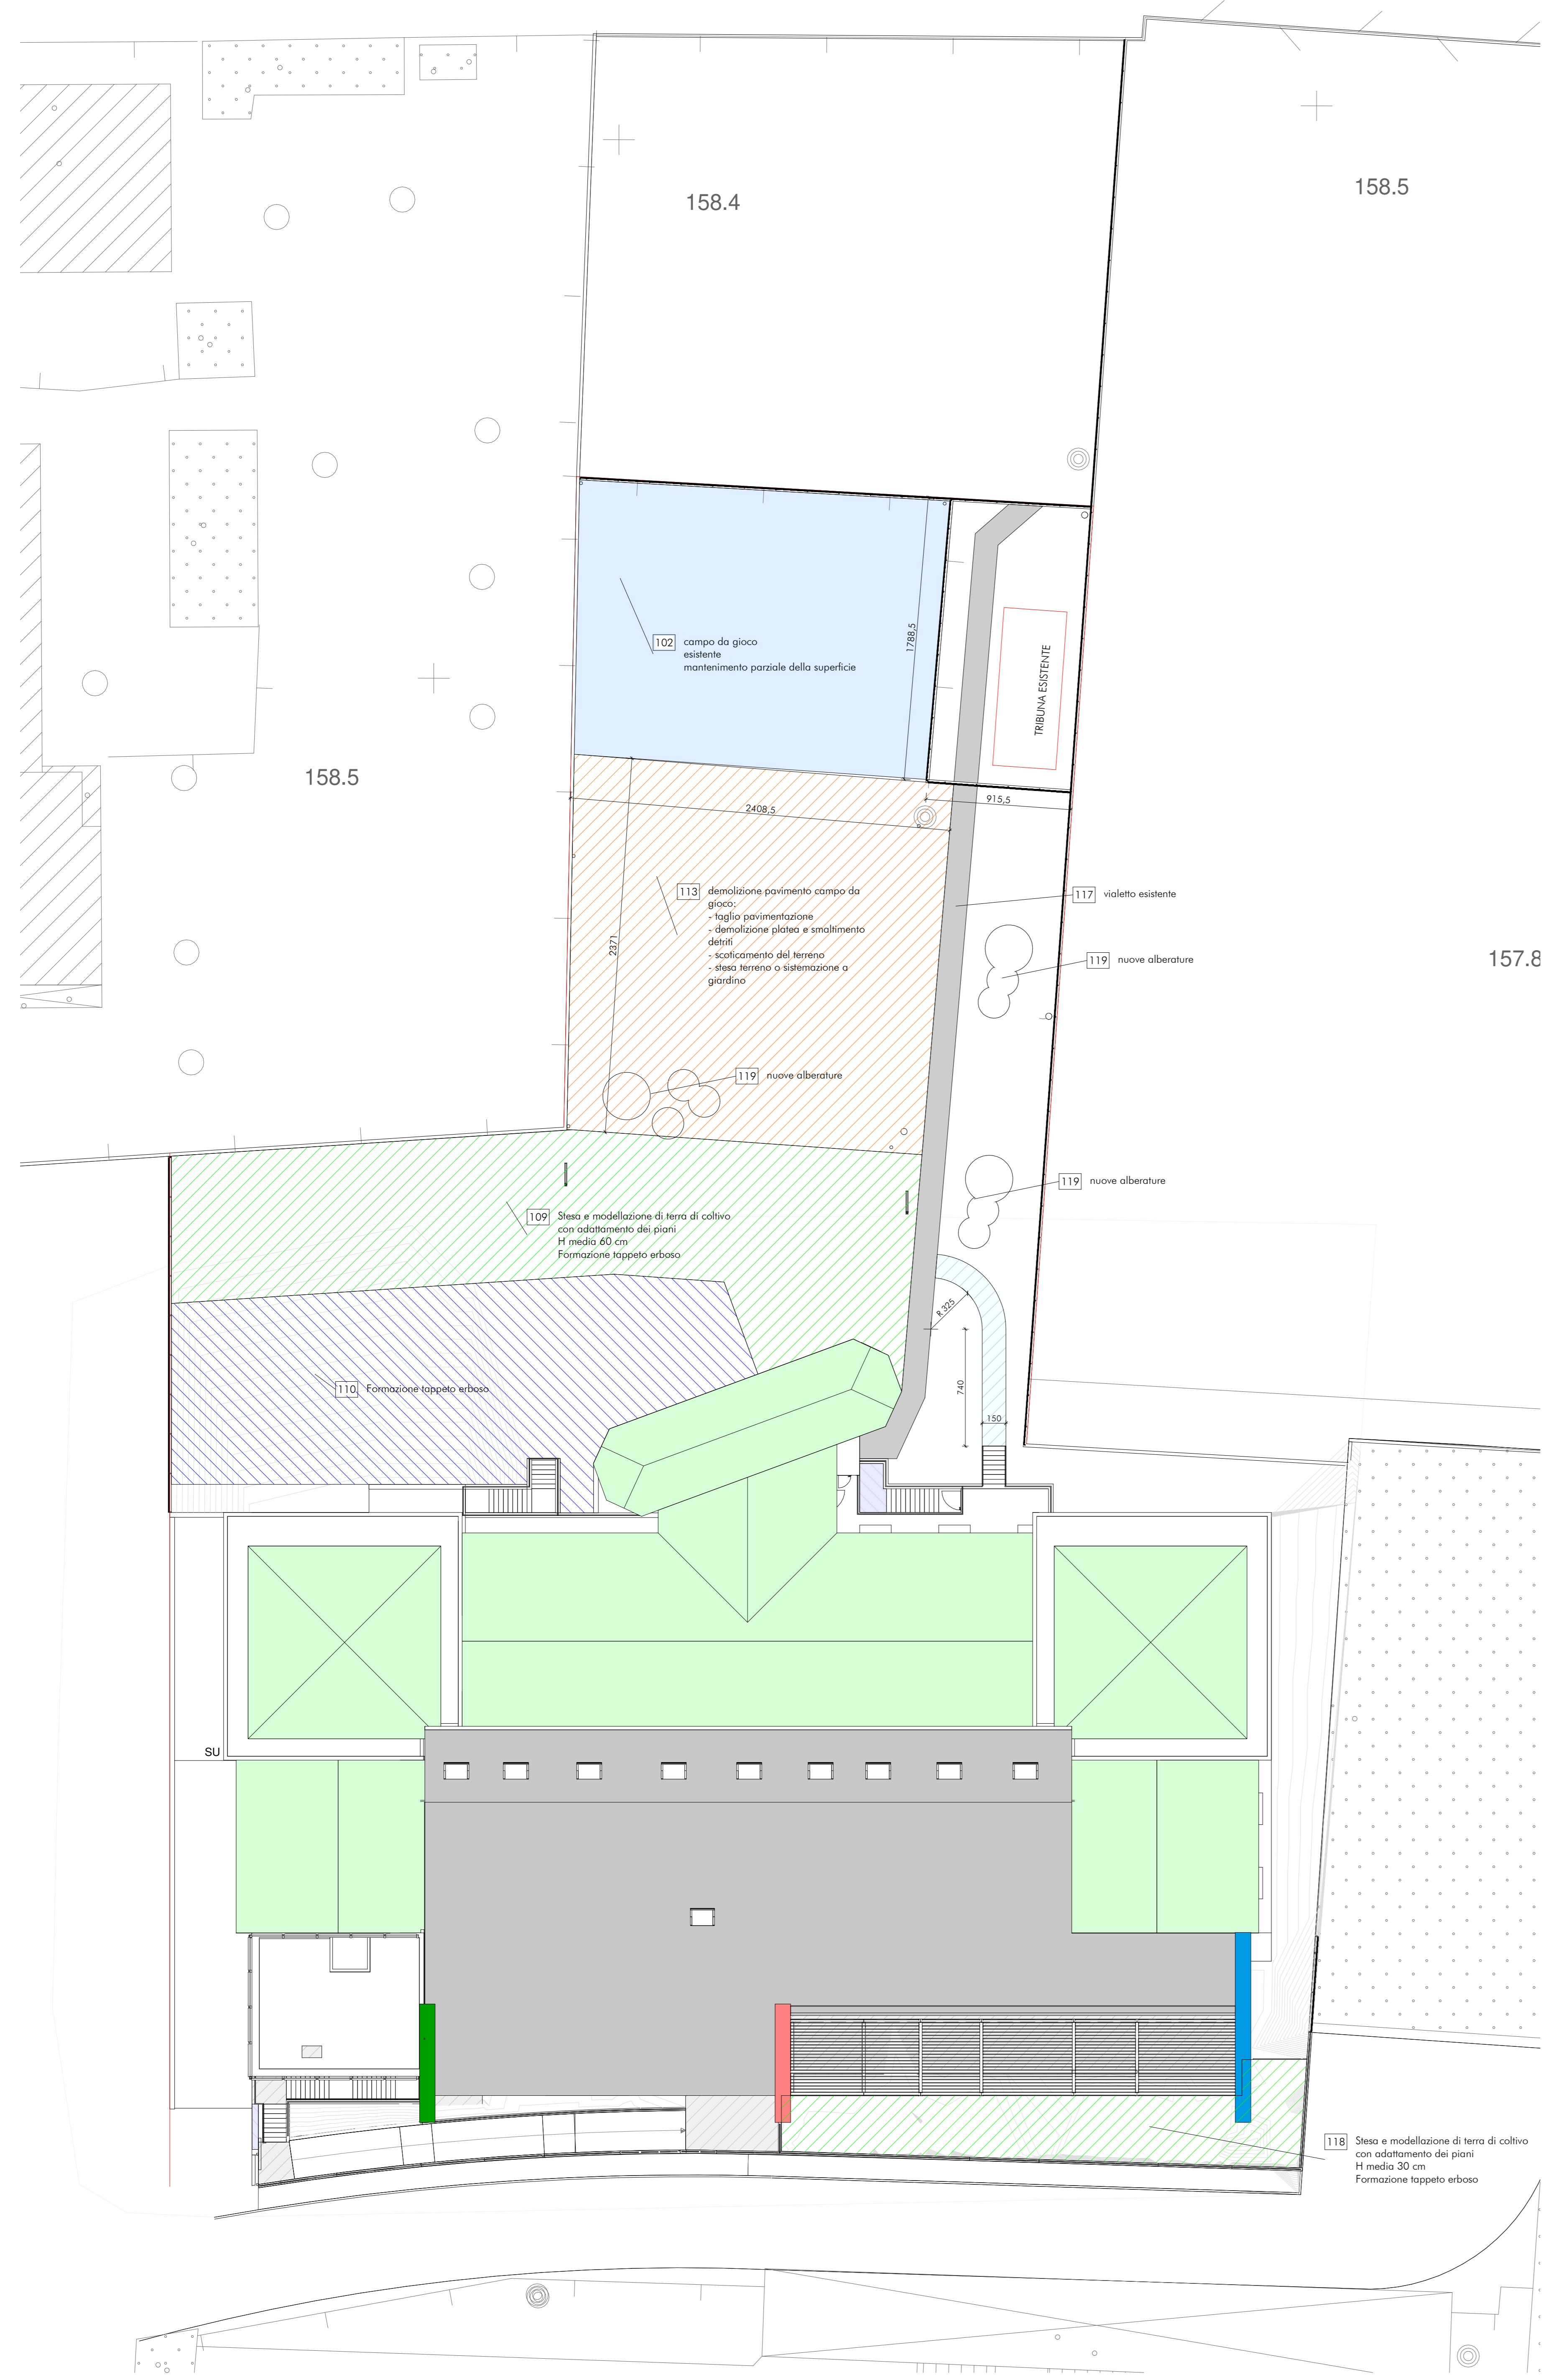 158.4
158.5
102 campo da gioco
esistente
mantenimento parziale della superficie
1788,5
TRIBUNA ESISTENTE
158.5
2408,5
915,5
113 demolizione pavimento campo da
gioco:
- taglio pavimentazione
- demolizione platea e smaltimento
detriti
- scoticamento del terreno
- stesa terreno o sistemazione a
giardino
2371
117 vialetto esistente
119 nuove alberature
157.8
119 nuove alberature
119 nuove alberature
109 Stesa e modellazione di terra di coltivo
con adattamento dei piani
H media 60 cm
Formazione tappeto erboso
R 325
740
150
110 Formazione tappeto erboso
SU
118 Stesa e modellazione di terra di coltivo
con adattamento dei piani
H media 30 cm
Formazione tappeto erboso